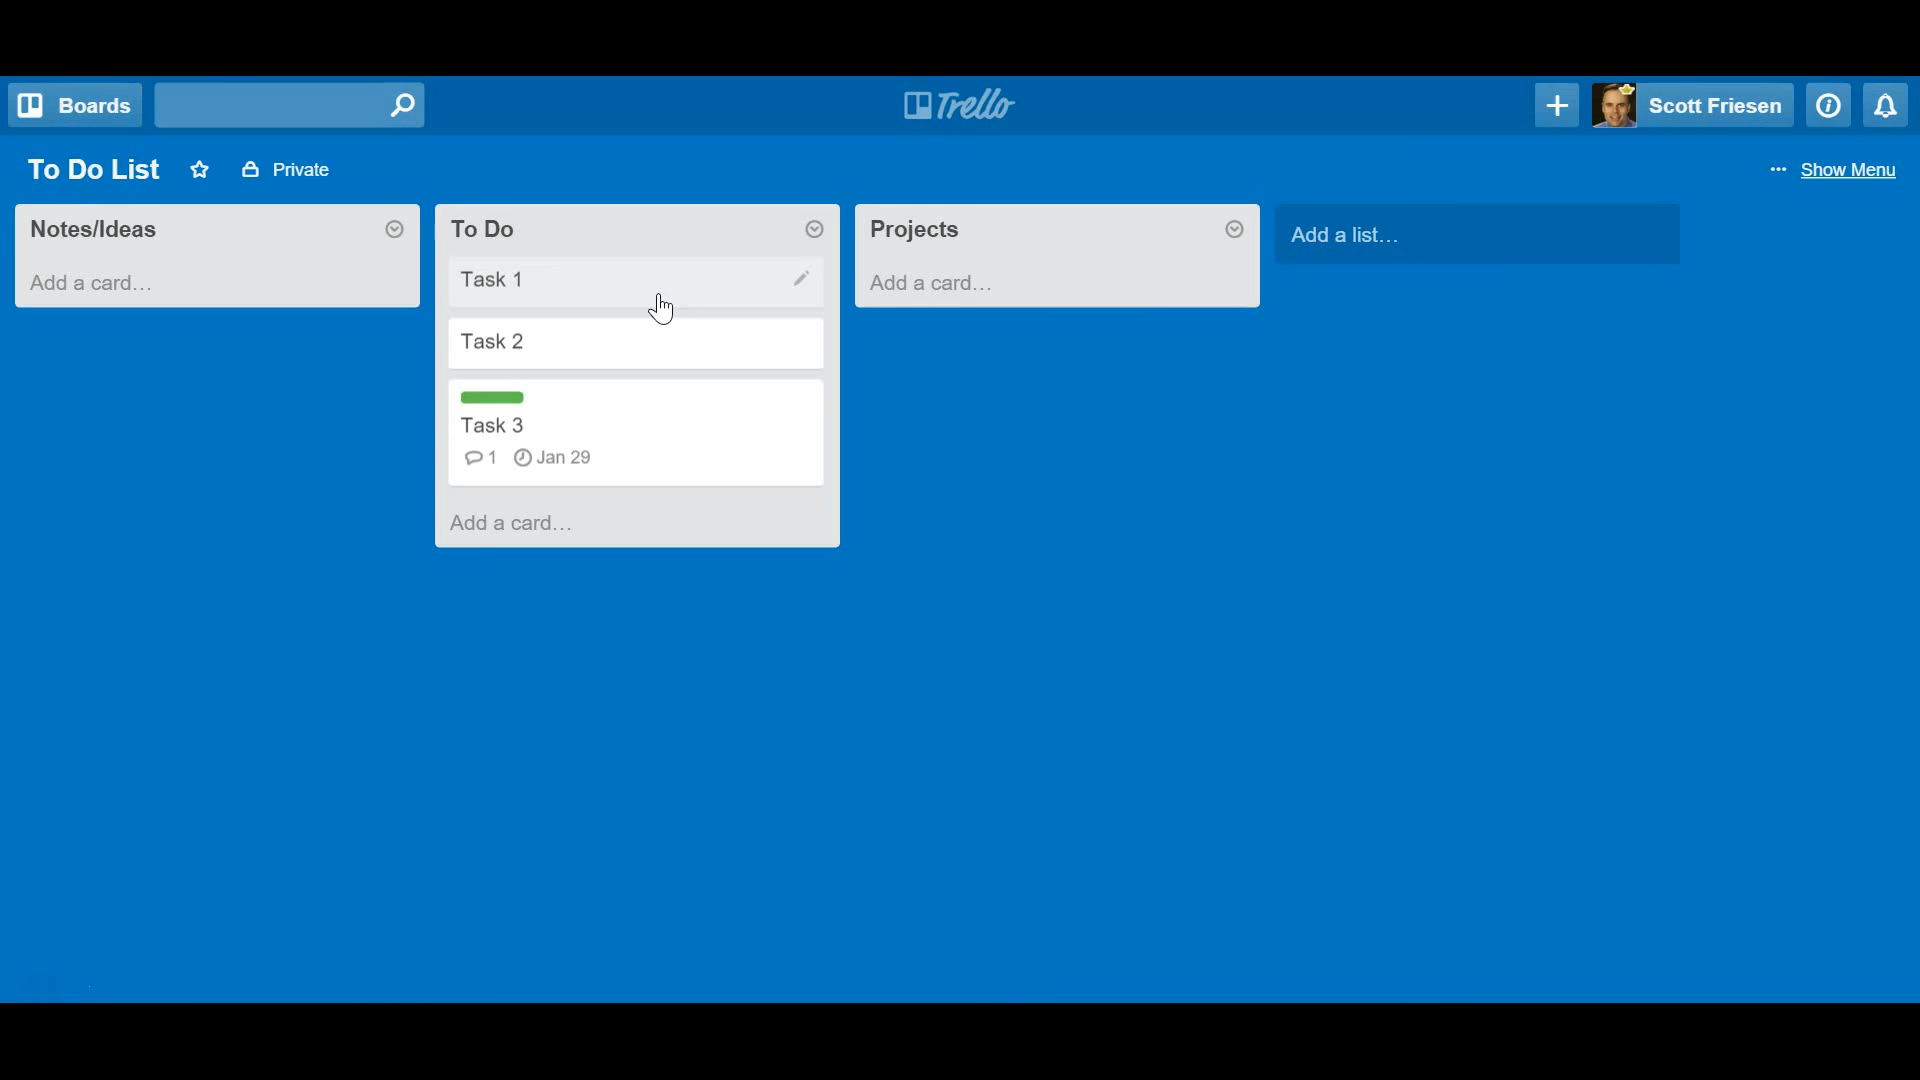 Boards
Trello
Scott Friesen
To Do List
Private
Show Menu
Notes/Ideas
Add a card…
To Do
Task 1
Task 2
Task 3
1 Jan 29
Add a card…
Projects
Add a card…
Add a list…